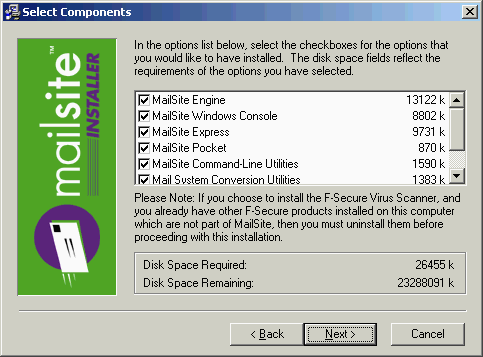 Select Components
mailsite™
INSTALLER
In the options list below, select the checkboxes for the options that
you would like to have installed. The disk space fields reflect the
requirements of the options you have selected.
MailSite Engine 13122 k
MailSite Windows Console 8802 k
MailSite Express 9731 k
MailSite Pocket 870 k
MailSite Command-Line Utilities 1590 k
Mail System Conversion Utilities 1383 k
Please Note: If you choose to install the F-Secure Virus Scanner, and
you already have other F-Secure products installed on this computer
which are not part of MailSite, then you must uninstall them before
proceeding with this installation.
Disk Space Required: 26455 k
Disk Space Remaining: 23288091 k
< Back
Next >
Cancel